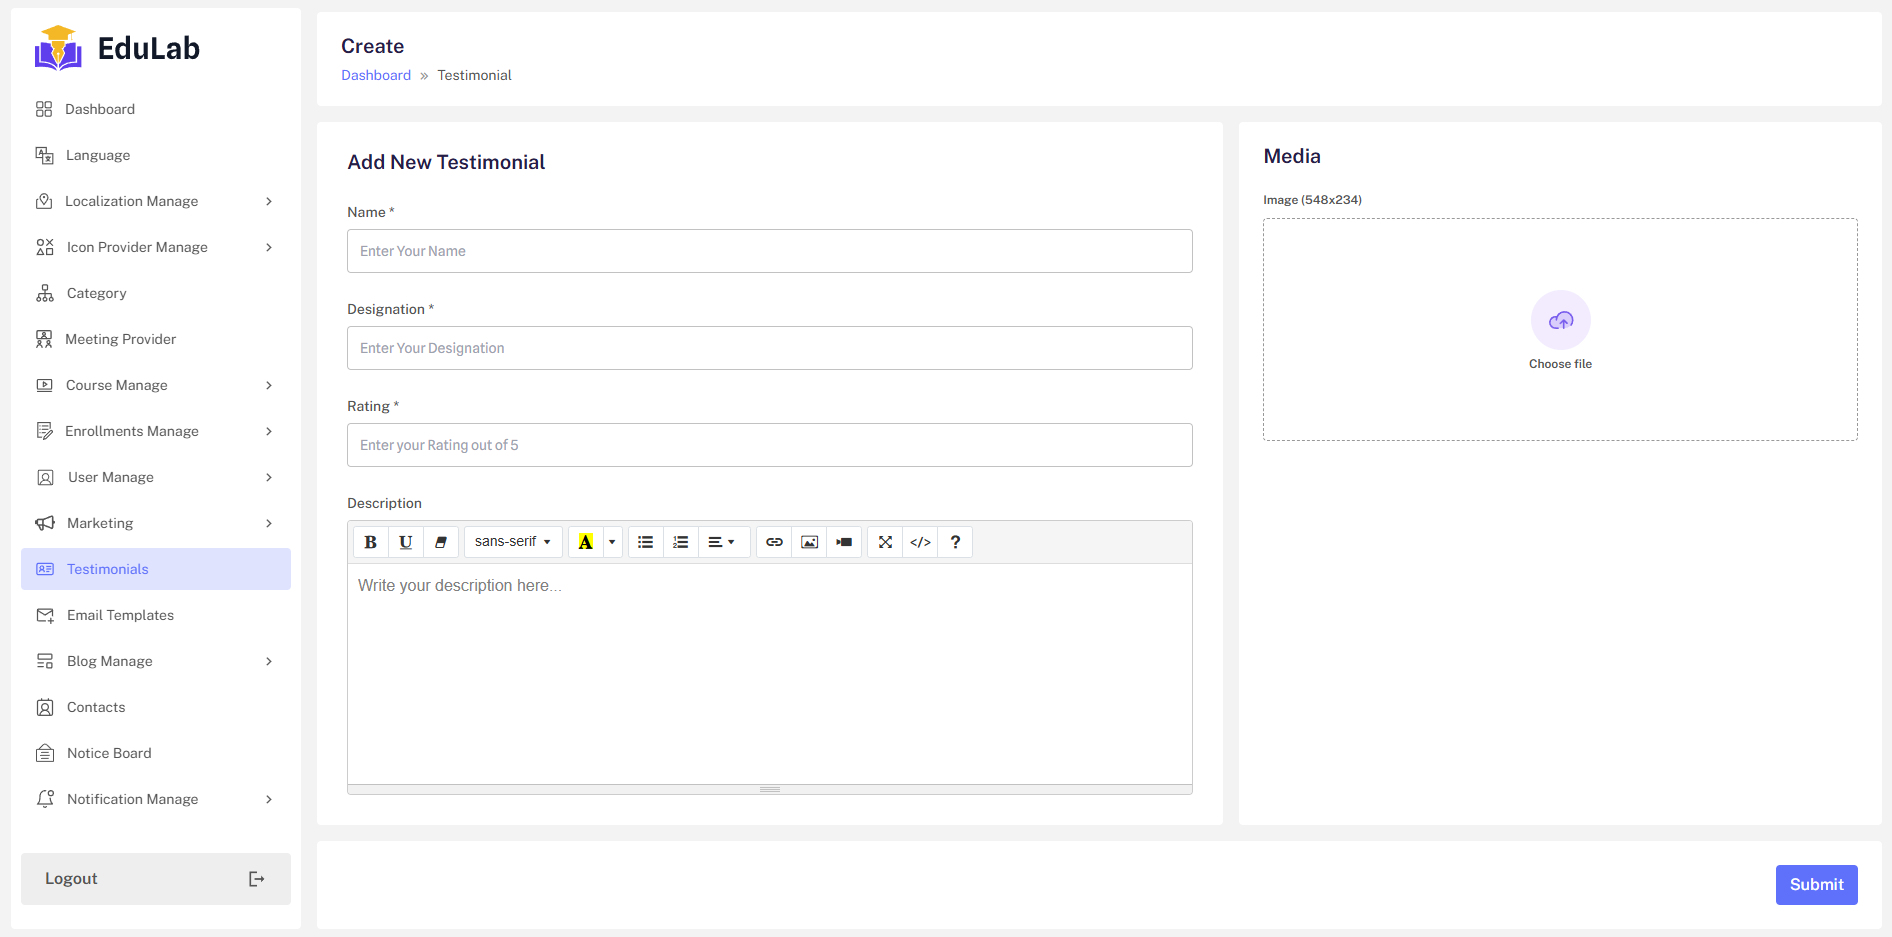 EduLab
Dashboard
Language
Localization Manage
Icon Provider Manage
Category
Meeting Provider
Course Manage
Enrollments Manage
User Manage
Marketing
Testimonials
Email Templates
Blog Manage
Contacts
Notice Board
Notification Manage
Logout
Create
Dashboard » Testimonial
Add New Testimonial
Name *
Enter Your Name
Designation *
Enter Your Designation
Rating *
Enter your Rating out of 5
Description
B U sans-serif A </> ?
Write your description here...
Media
Image (548x234)
Choose file
Submit